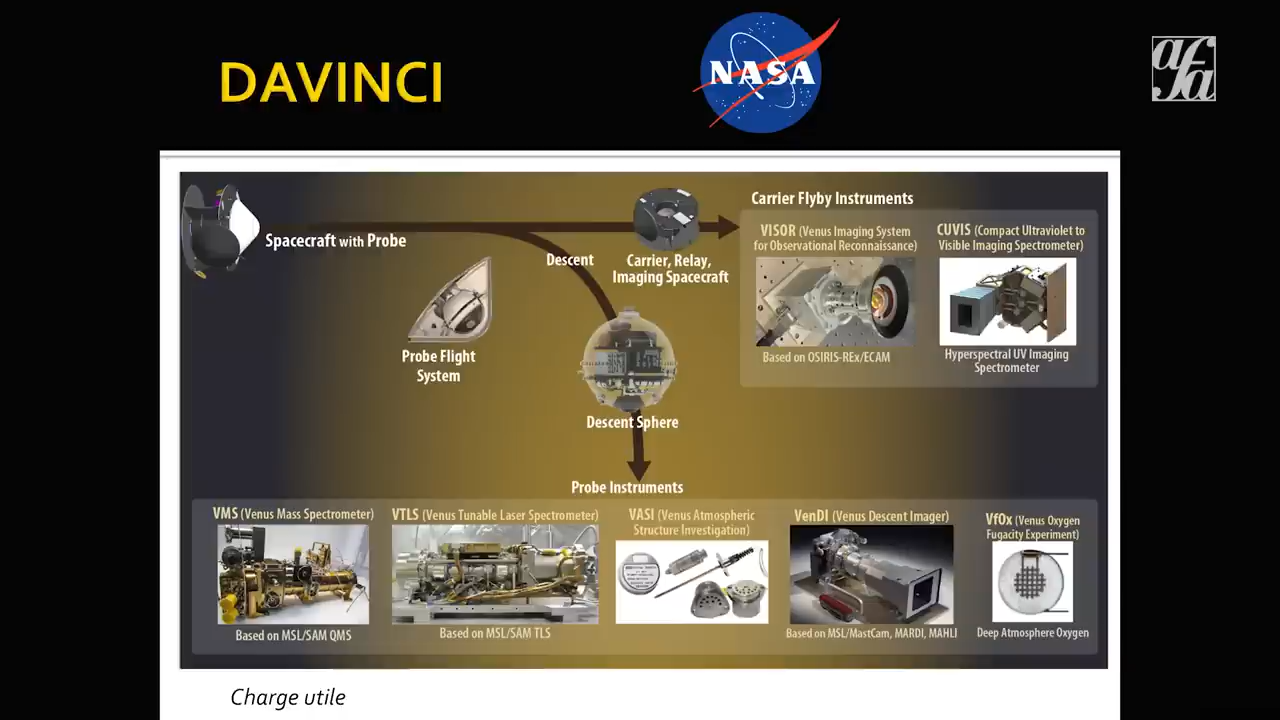 DAVINCI
NASA
afa
Carrier Flyby Instruments
VISOR (Venus Imaging System
for Observational Reconnaissance)
CUVIS (Compact Ultraviolet to
Visible Imaging Spectrometer)
Spacecraft with Probe
Descent
Carrier, Relay,
Imaging Spacecraft
Based on OSIRIS-REx/ECAM
Hyperspectral UV Imaging
Spectrometer
Probe Flight
System
Descent Sphere
Probe Instruments
VMS (Venus Mass Spectrometer)
VTLS (Venus Tunable Laser Spectrometer)
VASI (Venus Atmospheric
Structure Investigation)
VenDI (Venus Descent Imager)
VfOx (Venus Oxygen
Fugacity Experiment)
Based on MSL/SAM QMS
Based on MSL/SAM TLS
Based on MSL/MastCam, MARDI, MAHLI
Deep Atmosphere Oxygen
Charge utile